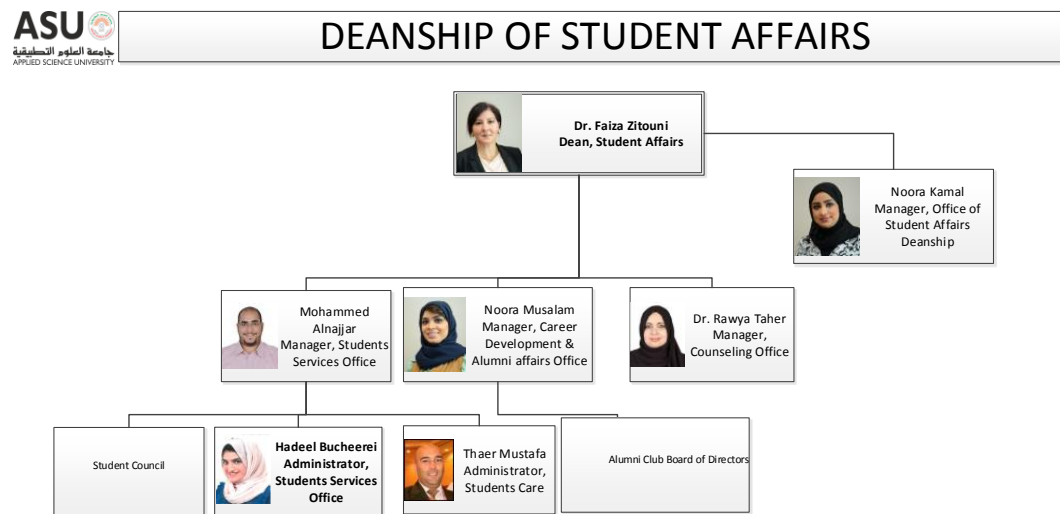 ASU
جامعة العلوم التطبيقية
APPLIED SCIENCE UNIVERSITY
DEANSHIP OF STUDENT AFFAIRS
Dr. Faiza Zitouni
Dean, Student Affairs
Noora Kamal
Manager, Office of
Student Affairs
Deanship
Mohammed
Alnajjar
Manager, Students
Services Office
Noora Musalam
Manager, Career
Development &
Alumni affairs Office
Dr. Rawya Taher
Manager,
Counseling Office
Student Council
Hadeel Bucheerei
Administrator,
Students Services
Office
Thaer Mustafa
Administrator,
Students Care
Alumni Club Board of Directors